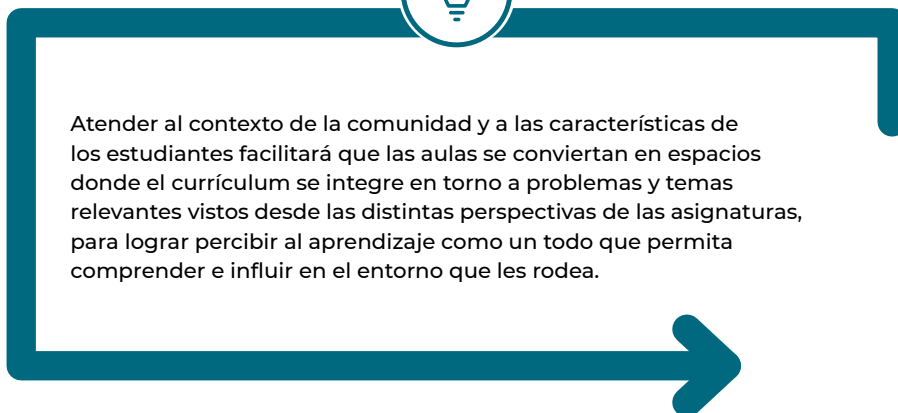 Atender al contexto de la comunidad y a las características de
los estudiantes facilitará que las aulas se conviertan en espacios
donde el currículum se integre en torno a problemas y temas
relevantes vistos desde las distintas perspectivas de las asignaturas,
para lograr percibir al aprendizaje como un todo que permita
comprender e influir en el entorno que les rodea.